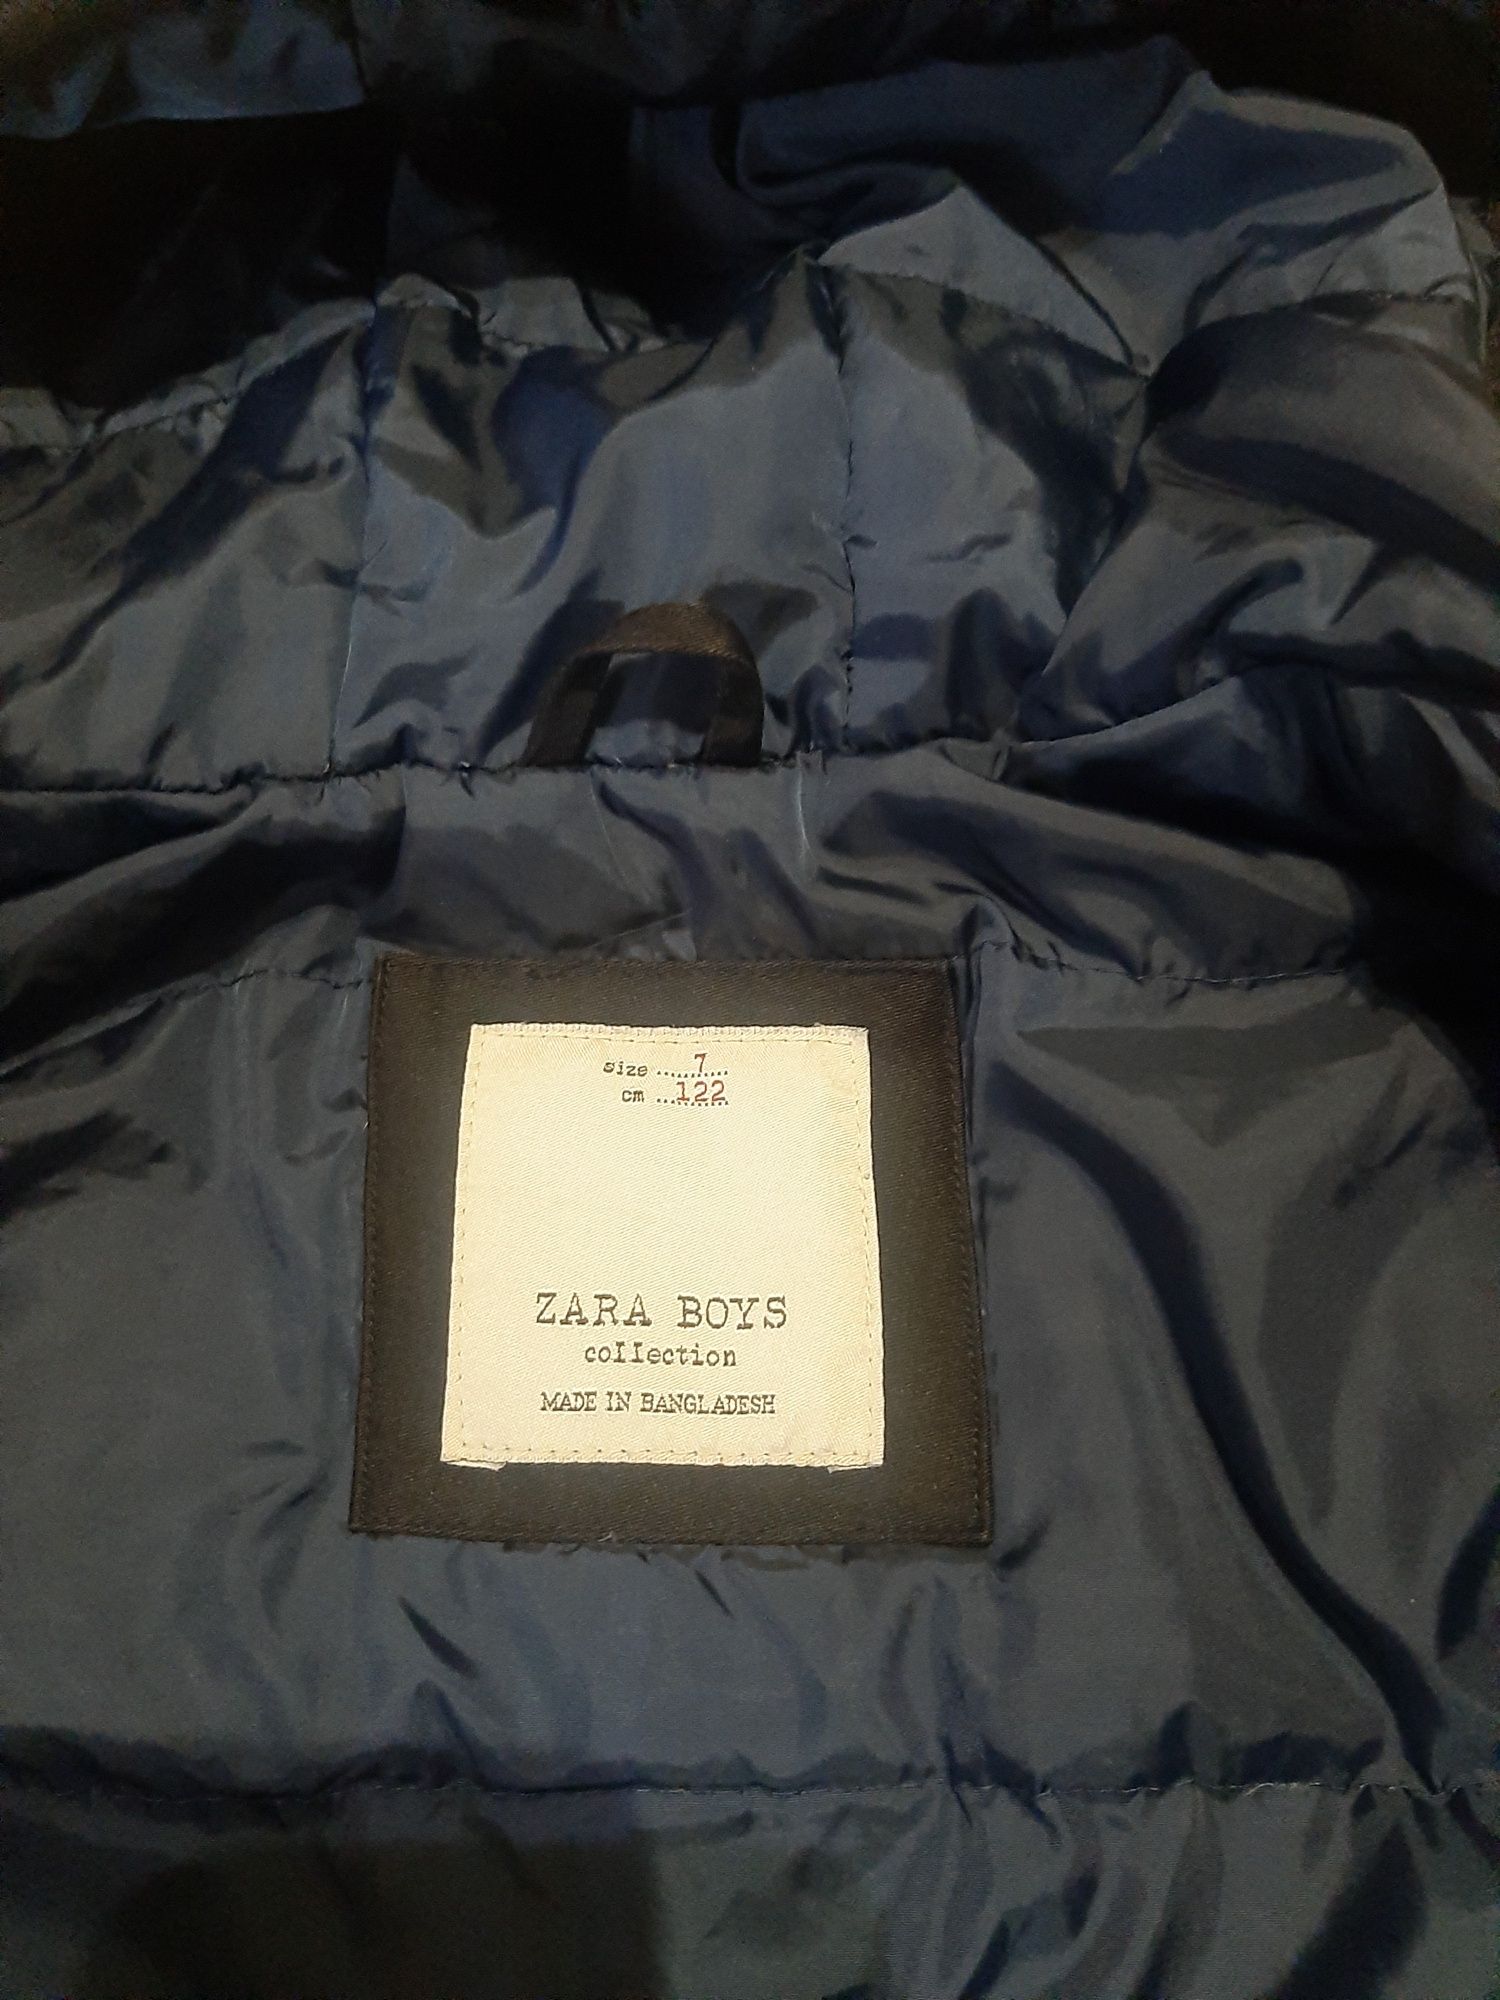 size 7
cm 122
ZARA BOYS
collection
MADE IN BANGLADESH